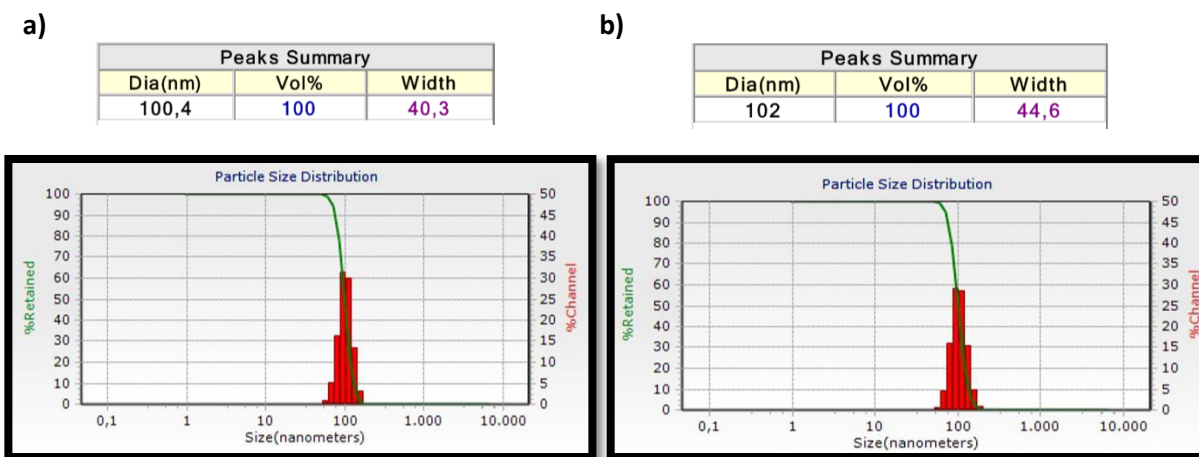 a)
Peaks Summary
Dia(nm) Vol% Width
100,4 100 40,3
Particle Size Distribution
%Retained
100
90
80
70
60
50
40
30
20
10
0
50
45
40
35
30
25
20
15
10
5
0
%Channel
0,1 1 10 100 1.000 10.000
Size(nanometers)
b)
Peaks Summary
Dia(nm) Vol% Width
102 100 44,6
Particle Size Distribution
%Retained
100
90
80
70
60
50
40
30
20
10
0
50
45
40
35
30
25
20
15
10
5
0
%Channel
0,1 1 10 100 1.000 10.000
Size(nanometers)